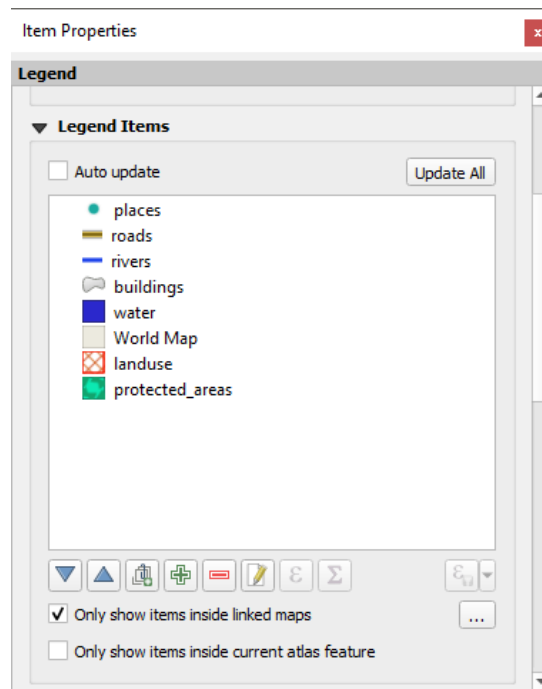 Item Properties
x
Legend
Legend Items
Auto update
Update All
places
roads
rivers
buildings
water
World Map
landuse
protected_areas
ε
Σ
ε
Only show items inside linked maps
...
Only show items inside current atlas feature